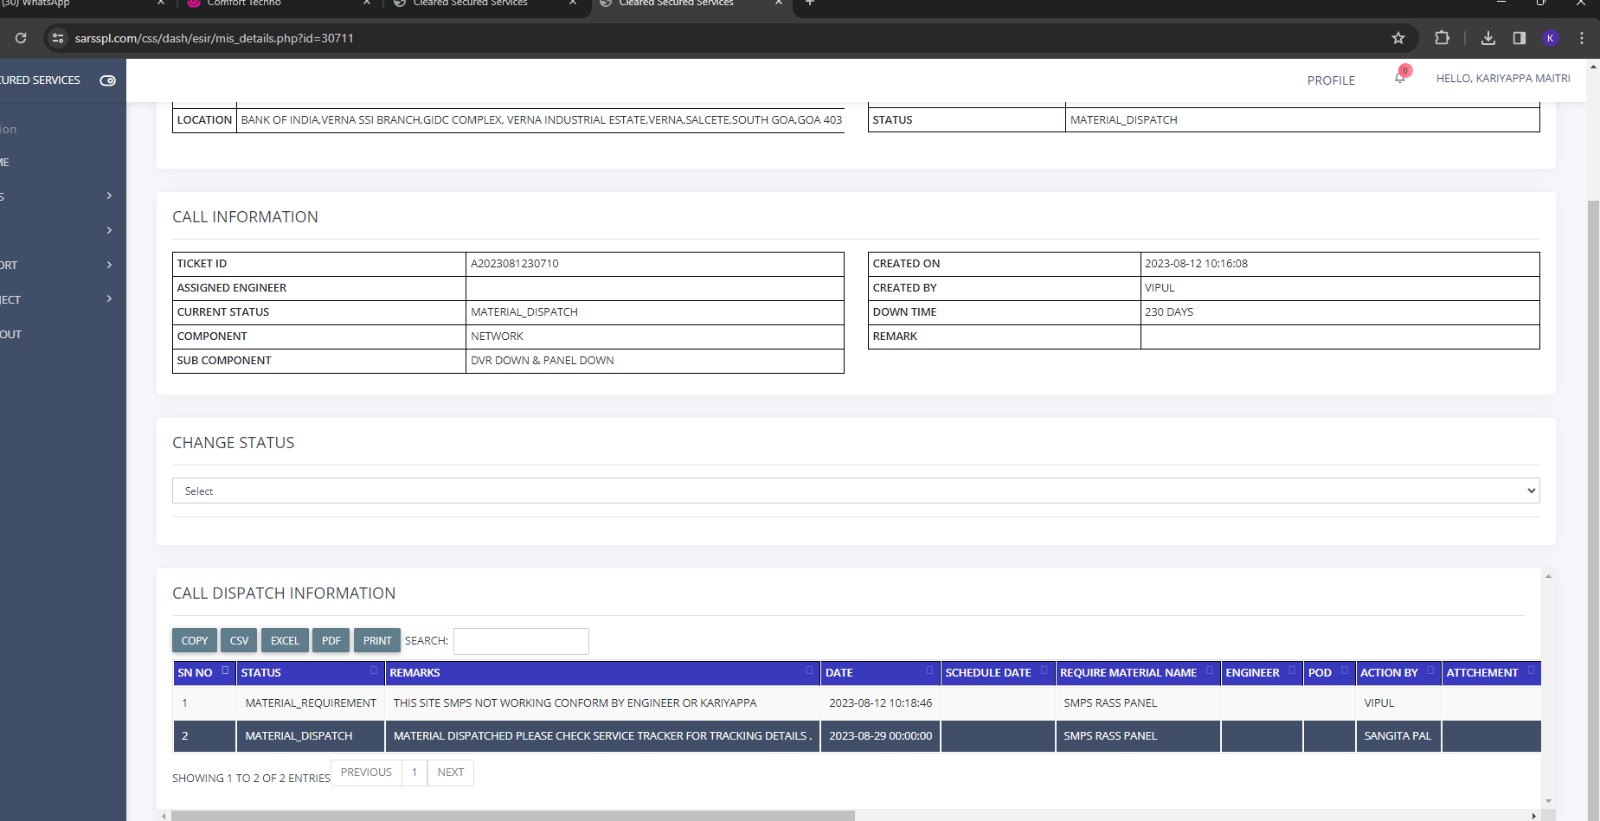 (30) WhatsApp
Comfort Techno
Cleared Secured Services
Cleared Secured Services
sarsspl.com/css/dash/esir/mis_details.php?id=30711
K
CURED SERVICES
PROFILE
0
HELLO, KARIYAPPA MAITRI
ion
ME
S
ORT
JECT
OUT
LOCATION BANK OF INDIA,VERNA SSI BRANCH,GIDC COMPLEX, VERNA INDUSTRIAL ESTATE,VERNA,SALCETE,SOUTH GOA,GOA 403
STATUS MATERIAL_DISPATCH
CALL INFORMATION
TICKET ID A2023081230710
ASSIGNED ENGINEER
CURRENT STATUS MATERIAL_DISPATCH
COMPONENT NETWORK
SUB COMPONENT DVR DOWN & PANEL DOWN
CREATED ON 2023-08-12 10:16:08
CREATED BY VIPUL
DOWN TIME 230 DAYS
REMARK
CHANGE STATUS
Select
CALL DISPATCH INFORMATION
COPY CSV EXCEL PDF PRINT SEARCH:
SN NO STATUS REMARKS DATE SCHEDULE DATE REQUIRE MATERIAL NAME ENGINEER POD ACTION BY ATTCHEMENT
1 MATERIAL_REQUIREMENT THIS SITE SMPS NOT WORKING CONFORM BY ENGINEER OR KARIYAPPA 2023-08-12 10:18:46 SMPS RASS PANEL VIPUL
2 MATERIAL_DISPATCH MATERIAL DISPATCHED PLEASE CHECK SERVICE TRACKER FOR TRACKING DETAILS . 2023-08-29 00:00:00 SMPS RASS PANEL SANGITA PAL
SHOWING 1 TO 2 OF 2 ENTRIES PREVIOUS 1 NEXT